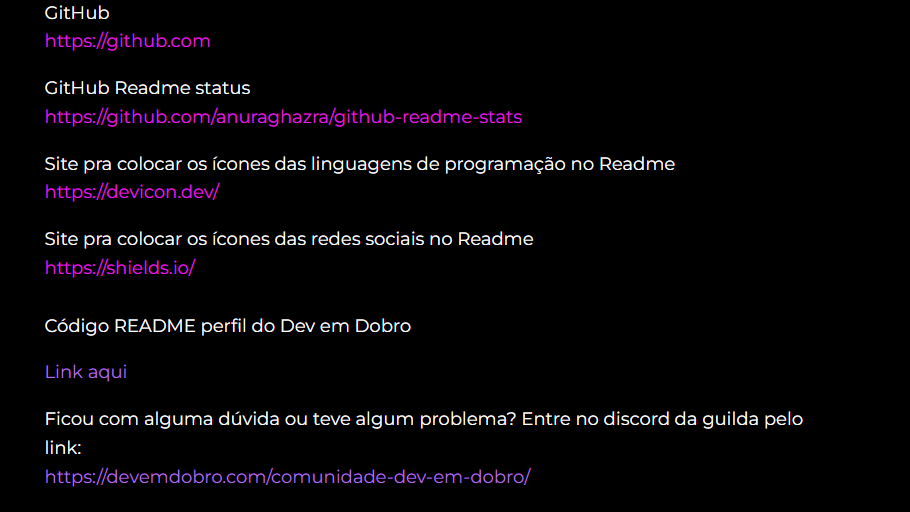 GitHub
https://github.com
GitHub Readme status
https://github.com/anuraghazra/github-readme-stats
Site pra colocar os ícones das linguagens de programação no Readme
https://devicon.dev/
Site pra colocar os ícones das redes sociais no Readme
https://shields.io/
Código README perfil do Dev em Dobro
Link aqui
Ficou com alguma dúvida ou teve algum problema? Entre no discord da guilda pelo
link:
https://devemdobro.com/comunidade-dev-em-dobro/